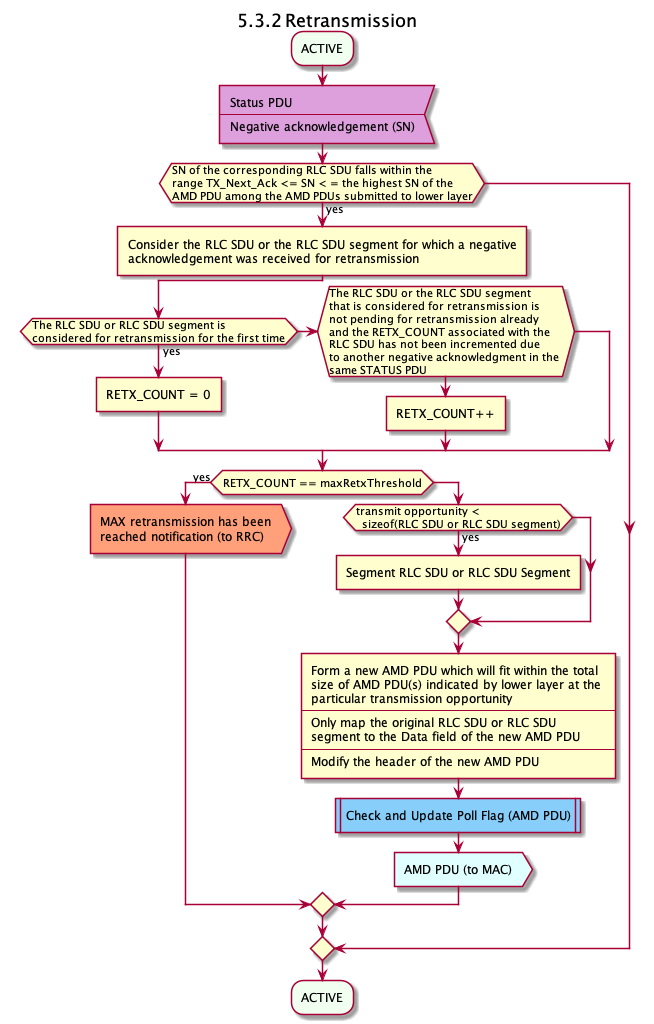 5.3.2 Retransmission
ACTIVE
Status PDU
Negative acknowledgement (SN)
SN of the corresponding RLC SDU falls within the
range TX_Next_Ack <= SN < = the highest SN of the
AMD PDU among the AMD PDUs submitted to lower layer
yes
Consider the RLC SDU or the RLC SDU segment for which a negative
acknowledgement was received for retransmission
The RLC SDU or RLC SDU segment is
considered for retransmission for the first time
yes
RETX_COUNT = 0
The RLC SDU or the RLC SDU segment
that is considered for retransmission is
not pending for retransmission already
and the RETX_COUNT associated with the
RLC SDU has not been incremented due
to another negative acknowledgment in the
same STATUS PDU
RETX_COUNT++
RETX_COUNT == maxRetxThreshold
yes
MAX retransmission has been
reached notification (to RRC)
transmit opportunity <
sizeof(RLC SDU or RLC SDU segment)
yes
Segment RLC SDU or RLC SDU Segment
Form a new AMD PDU which will fit within the total
size of AMD PDU(s) indicated by lower layer at the
particular transmission opportunity
Only map the original RLC SDU or RLC SDU
segment to the Data field of the new AMD PDU
Modify the header of the new AMD PDU
Check and Update Poll Flag (AMD PDU)
AMD PDU (to MAC)
ACTIVE